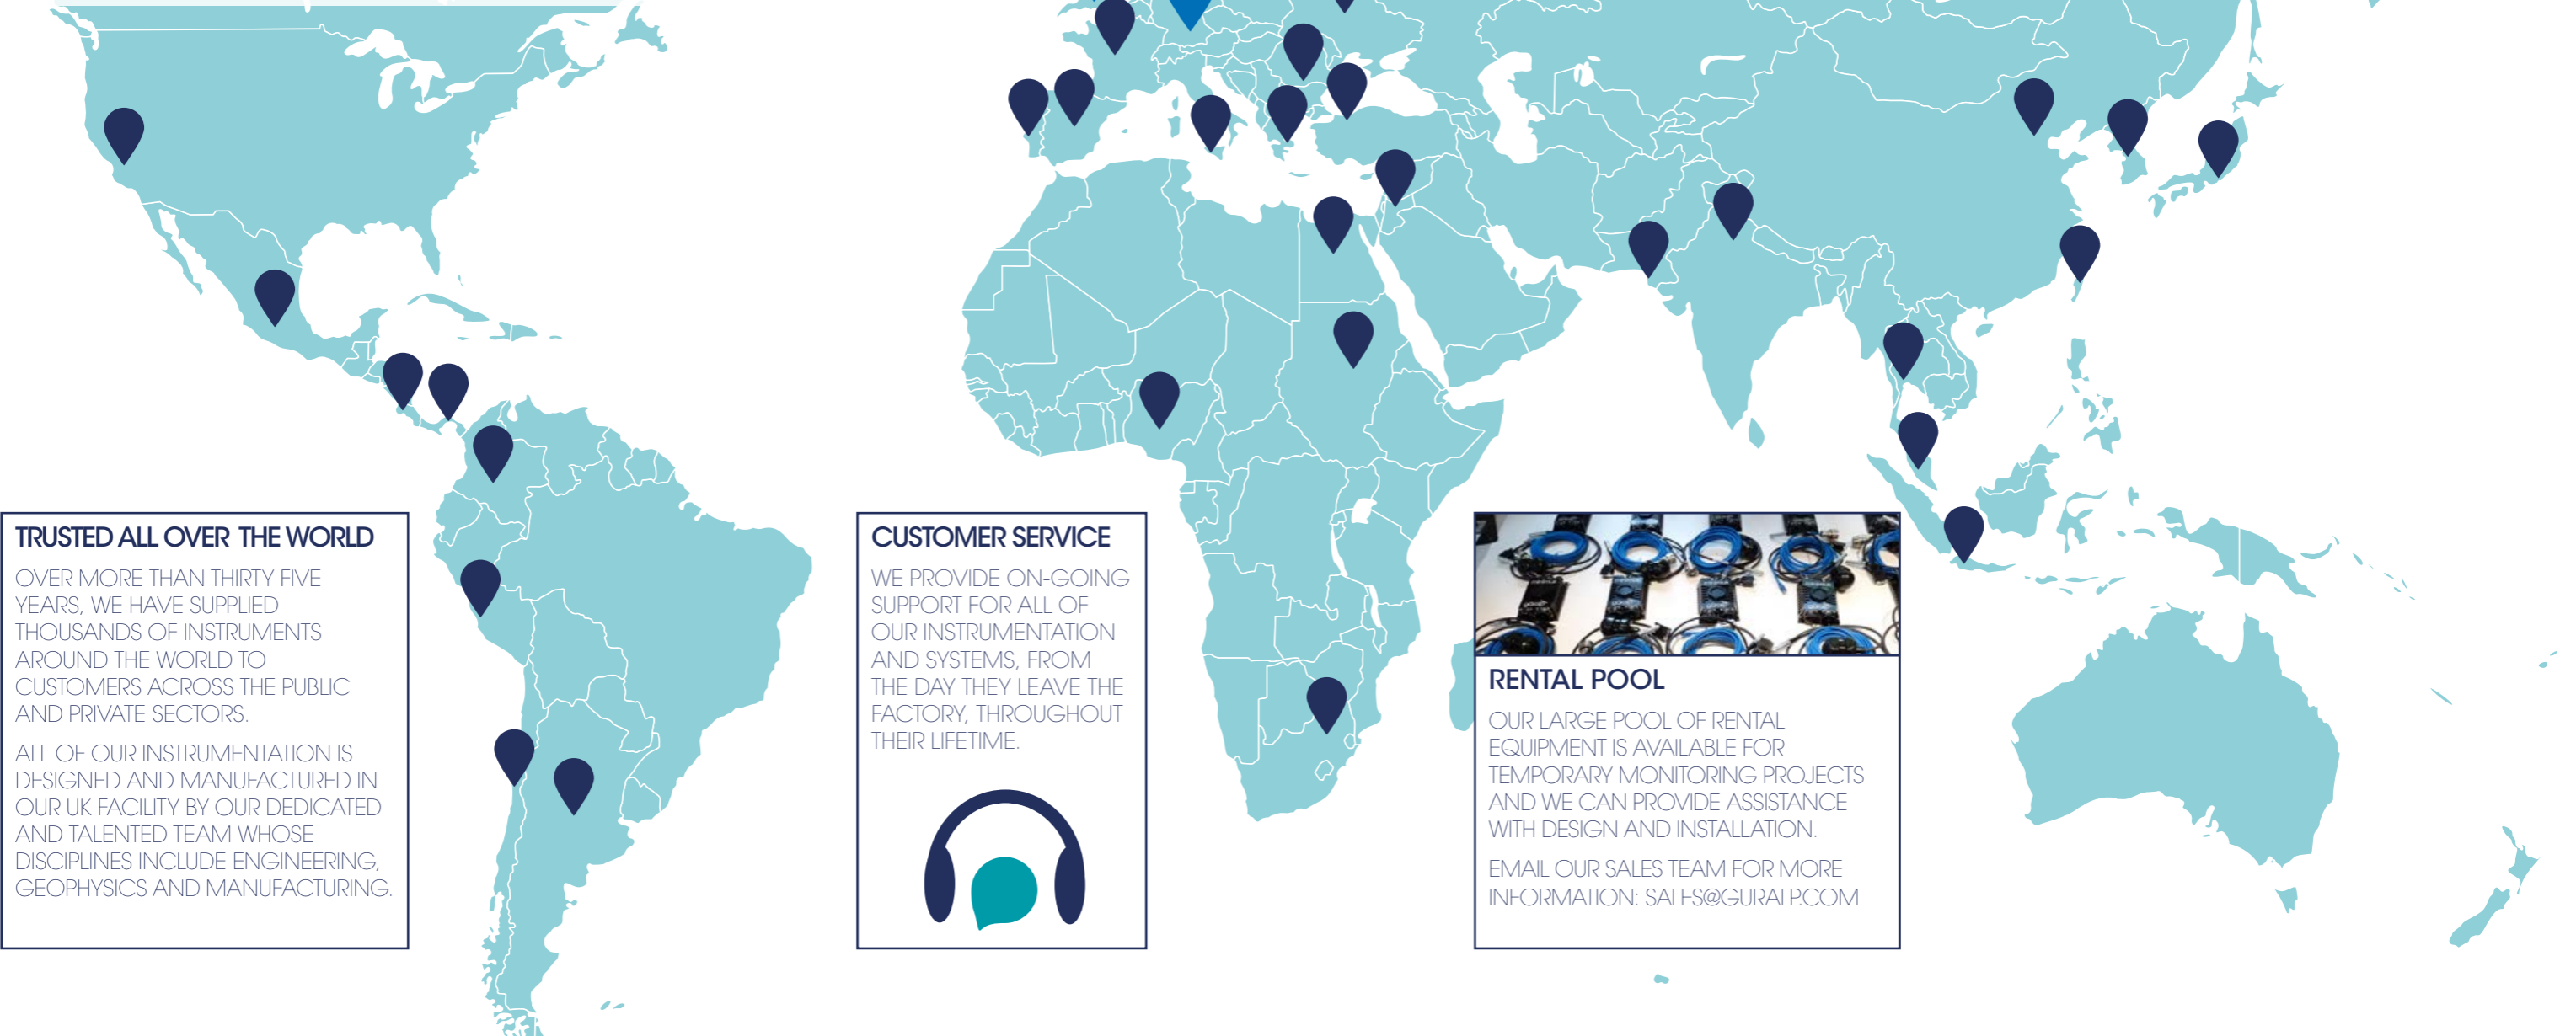 TRUSTED ALL OVER THE WORLD
OVER MORE THAN THIRTY FIVE
YEARS, WE HAVE SUPPLIED
THOUSANDS OF INSTRUMENTS
AROUND THE WORLD TO
CUSTOMERS ACROSS THE PUBLIC
AND PRIVATE SECTORS.
ALL OF OUR INSTRUMENTATION IS
DESIGNED AND MANUFACTURED IN
OUR UK FACILITY BY OUR DEDICATED
AND TALENTED TEAM WHOSE
DISCIPLINES INCLUDE ENGINEERING,
GEOPHYSICS AND MANUFACTURING.
CUSTOMER SERVICE
WE PROVIDE ON-GOING
SUPPORT FOR ALL OF
OUR INSTRUMENTATION
AND SYSTEMS, FROM
THE DAY THEY LEAVE THE
FACTORY, THROUGHOUT
THEIR LIFETIME.
RENTAL POOL
OUR LARGE POOL OF RENTAL
EQUIPMENT IS AVAILABLE FOR
TEMPORARY MONITORING PROJECTS
AND WE CAN PROVIDE ASSISTANCE
WITH DESIGN AND INSTALLATION.
EMAIL OUR SALES TEAM FOR MORE
INFORMATION: SALES@GURALP.COM